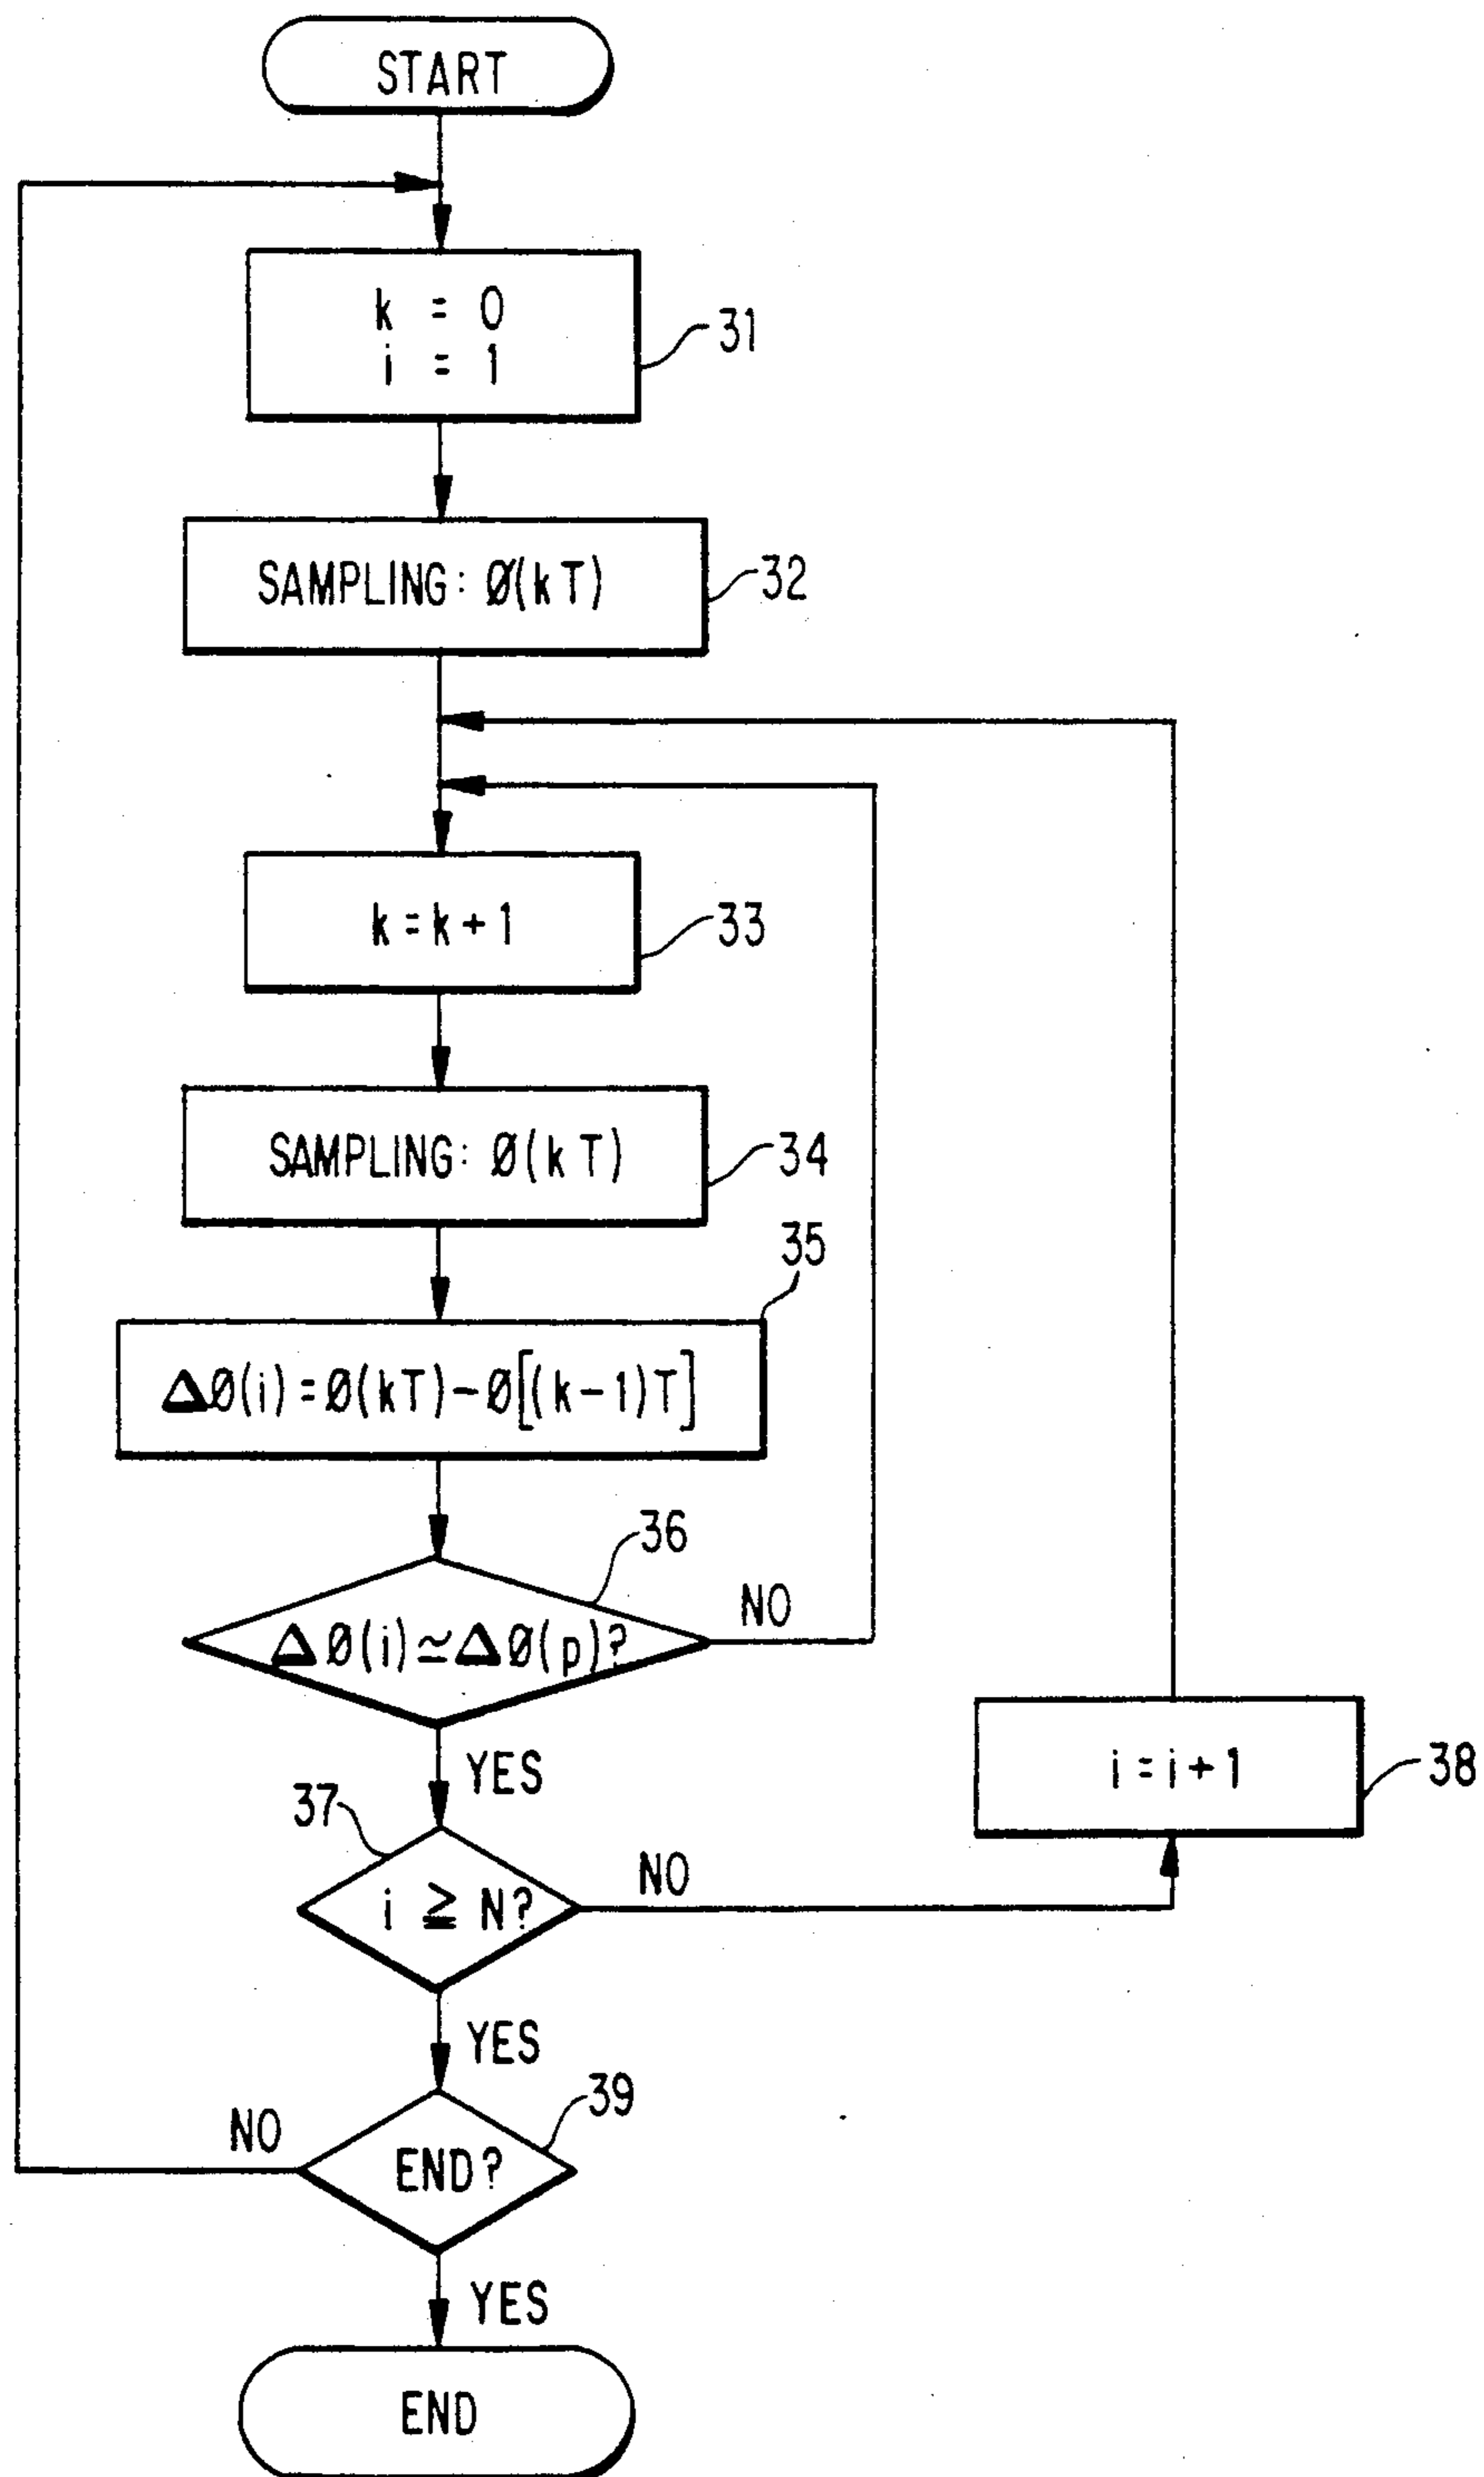 START
k = 0
i = 1
31
SAMPLING: Ø(kT)
32
k = k + 1
33
SAMPLING: Ø(kT)
34
35
ΔØ(i) = Ø(kT) - Ø[(k-1)T]
36
ΔØ(i) ≃ ΔØ(p)?
NO
YES
i = i + 1
38
37
i ≧ N?
NO
YES
39
NO
END?
YES
END